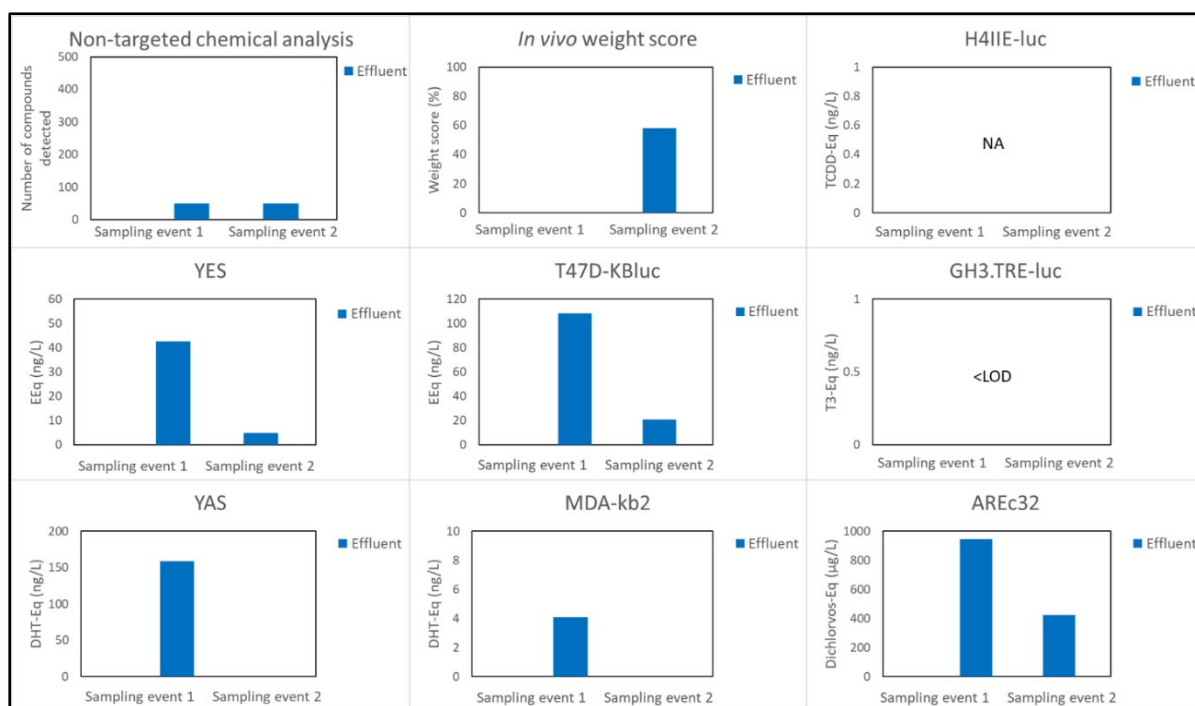 Non-targeted chemical analysis
Number of compounds
detected
500
400
300
200
100
0
Sampling event 1
Sampling event 2
Effluent
In vivo weight score
Weight score (%)
100
80
60
40
20
0
Sampling event 1
Sampling event 2
Effluent
H4IIE-luc
TCDD-Eq (ng/L)
1
0.8
0.6
0.4
0.2
0
NA
Sampling event 1
Sampling event 2
Effluent
YES
EEq (ng/L)
60
50
40
30
20
10
0
Sampling event 1
Sampling event 2
Effluent
T47D-KBluc
EEq (ng/L)
120
100
80
60
40
20
0
Sampling event 1
Sampling event 2
Effluent
GH3.TRE-luc
T3-Eq (ng/L)
1
0.5
0
<LOD
Sampling event 1
Sampling event 2
Effluent
YAS
DHT-Eq (ng/L)
200
150
100
50
0
Sampling event 1
Sampling event 2
Effluent
MDA-kb2
DHT-Eq (ng/L)
10
8
6
4
2
0
Sampling event 1
Sampling event 2
Effluent
AREc32
Dichlorvos-Eq (µg/L)
1000
800
600
400
200
0
Sampling event 1
Sampling event 2
Effluent